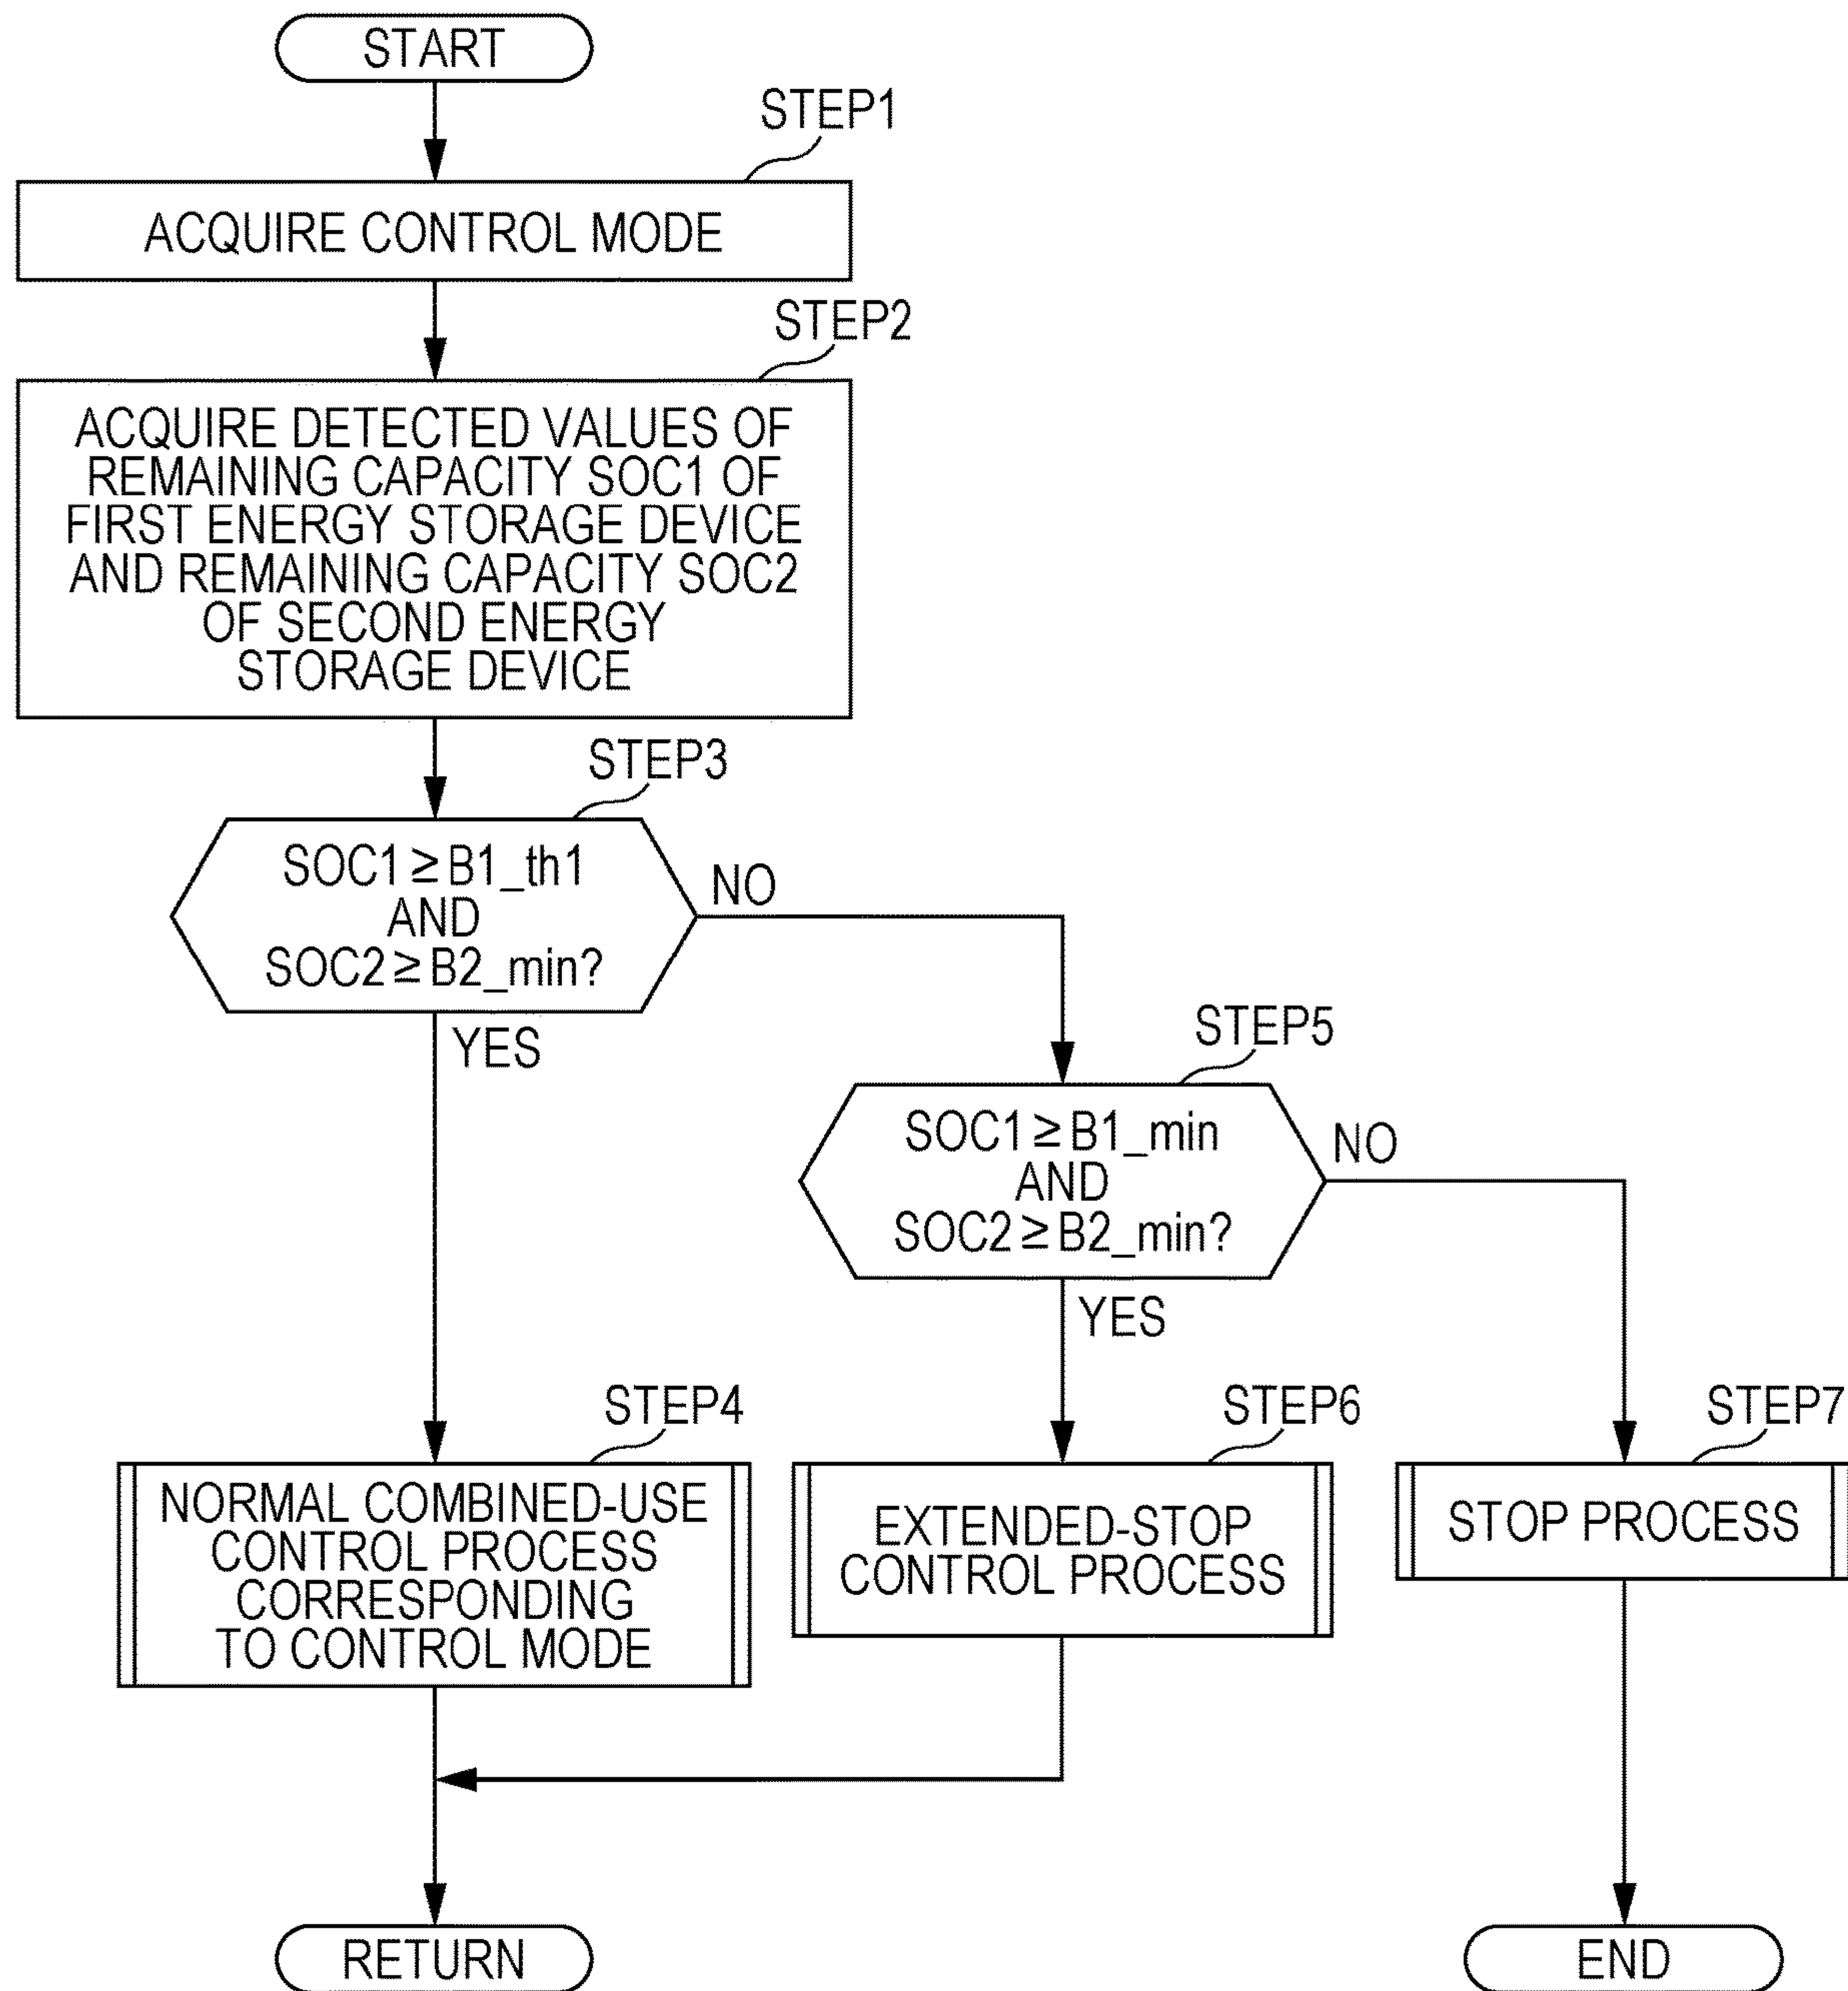 START
STEP1
ACQUIRE CONTROL MODE
STEP2
ACQUIRE DETECTED VALUES OF
REMAINING CAPACITY SOC1 OF
FIRST ENERGY STORAGE DEVICE
AND REMAINING CAPACITY SOC2
OF SECOND ENERGY
STORAGE DEVICE
STEP3
SOC1 ≥ B1_th1
AND
SOC2 ≥ B2_min?
NO
YES
STEP5
SOC1 ≥ B1_min
AND
SOC2 ≥ B2_min?
NO
YES
STEP4
NORMAL COMBINED-USE
CONTROL PROCESS
CORRESPONDING
TO CONTROL MODE
STEP6
EXTENDED-STOP
CONTROL PROCESS
STEP7
STOP PROCESS
RETURN
END